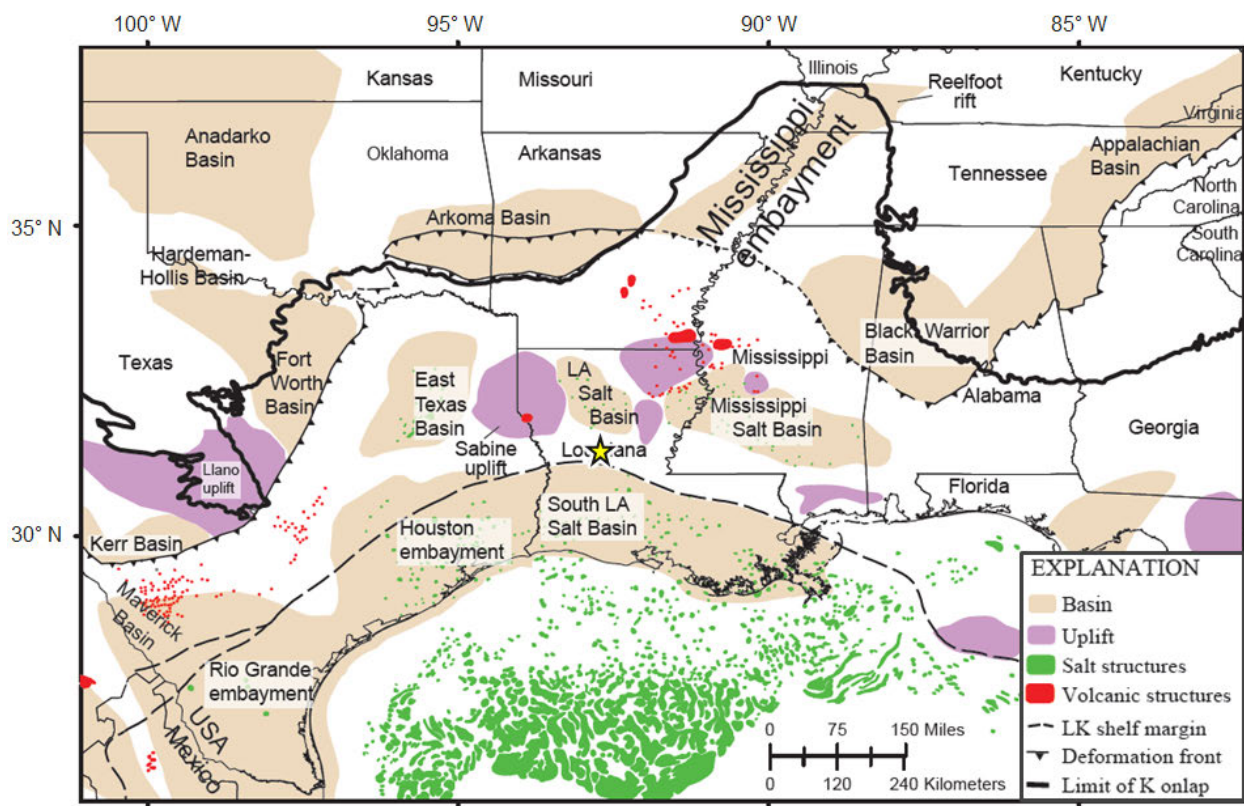 100° W
95° W
90° W
85° W
Kansas
Missouri
Illinois
Kentucky
Reelfoot
rift
Virginia
Anadarko
Basin
Oklahoma
Arkansas
Mississippi
embayment
Tennessee
Appalachian
Basin
North
Carolina
South
Carolina
35° N
Arkoma Basin
Hardeman-
Hollis Basin
Texas
Fort
Worth
Basin
East
Texas
Basin
LA
Salt
Basin
Mississippi
Black Warrior
Basin
Mississippi
Salt Basin
Alabama
Georgia
Sabine
uplift
Louisiana
Llano
uplift
Florida
30° N
Kerr Basin
Houston
embayment
South LA
Salt Basin
Maverick
Basin
Rio Grande
embayment
USA
Mexico
0 75 150 Miles
0 120 240 Kilometers
EXPLANATION
Basin
Uplift
Salt structures
Volcanic structures
LK shelf margin
Deformation front
Limit of K onlap